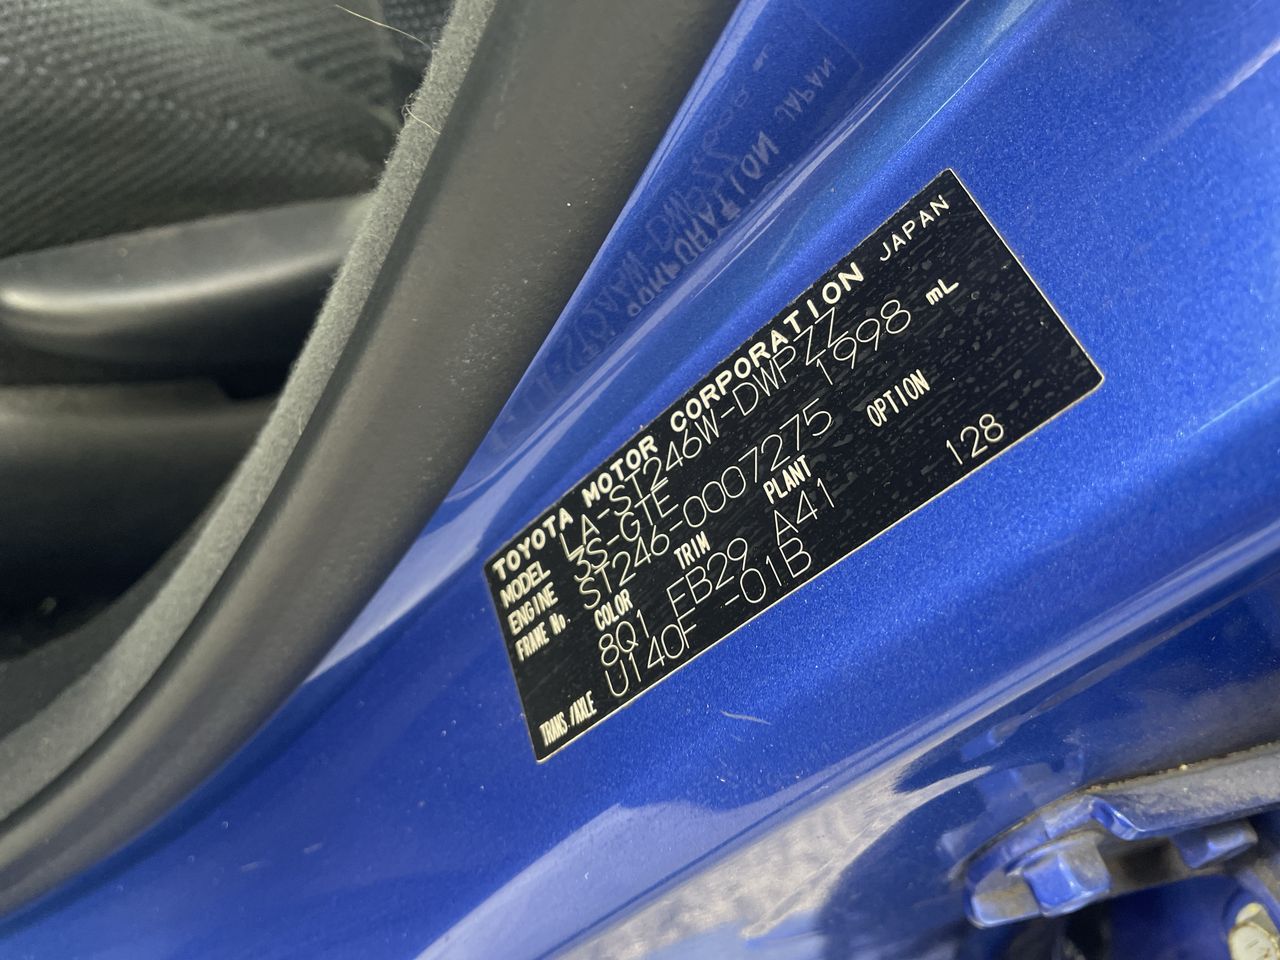 TOYOTA MOTOR CORPORATION JAPAN
MODEL LA-ST246W-DWPZZ
ENGINE 3S-GTE 1998 mL
FRAME No. ST246-0007275
COLOR TRIM PLANT OPTION
8Q1 EB29 A41 128
TRANS./AXLE U140F -01B